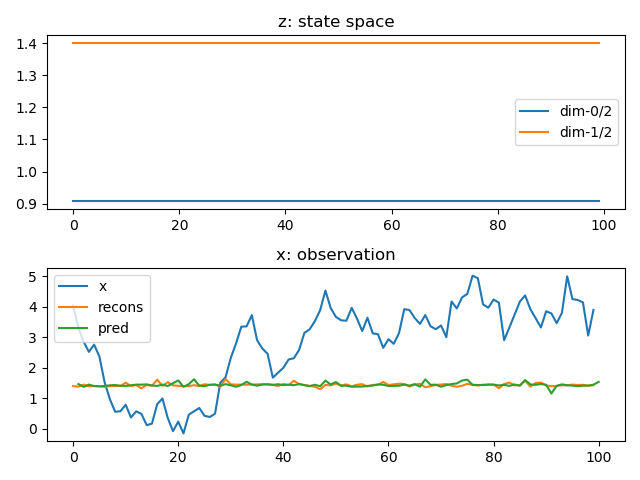 z: state space
1.4
1.3
1.2
1.1
1.0
0.9
dim-0/2
dim-1/2
0 20 40 60 80 100
x: observation
5
4
3
2
1
0
x
recons
pred
0 20 40 60 80 100